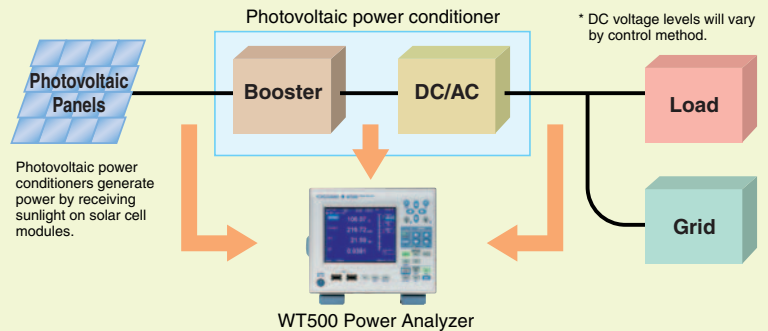 Photovoltaic power conditioner
* DC voltage levels will vary
by control method.
Photovoltaic
Panels
Booster
DC/AC
Load
Photovoltaic power
conditioners generate
power by receiving
sunlight on solar cell
modules.
Grid
WT500 Power Analyzer